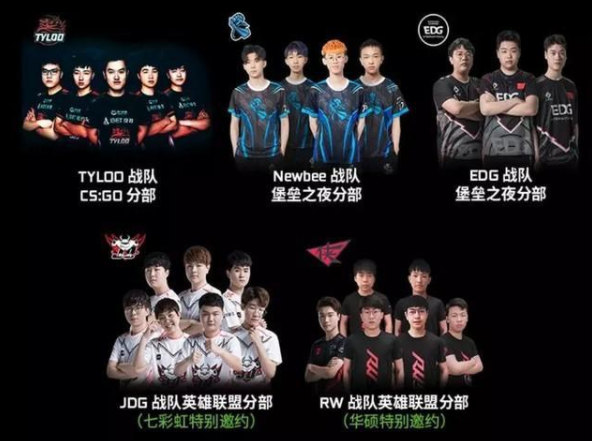 TYLOO
EDG
TYLOO 战队
CS:GO 分部
Newbee 战队
堡垒之夜分部
EDG
EDG 战队
堡垒之夜分部
JDG 战队英雄联盟分部
(七彩虹特别邀约)
RW
RW 战队英雄联盟分部
(华硕特别邀约)